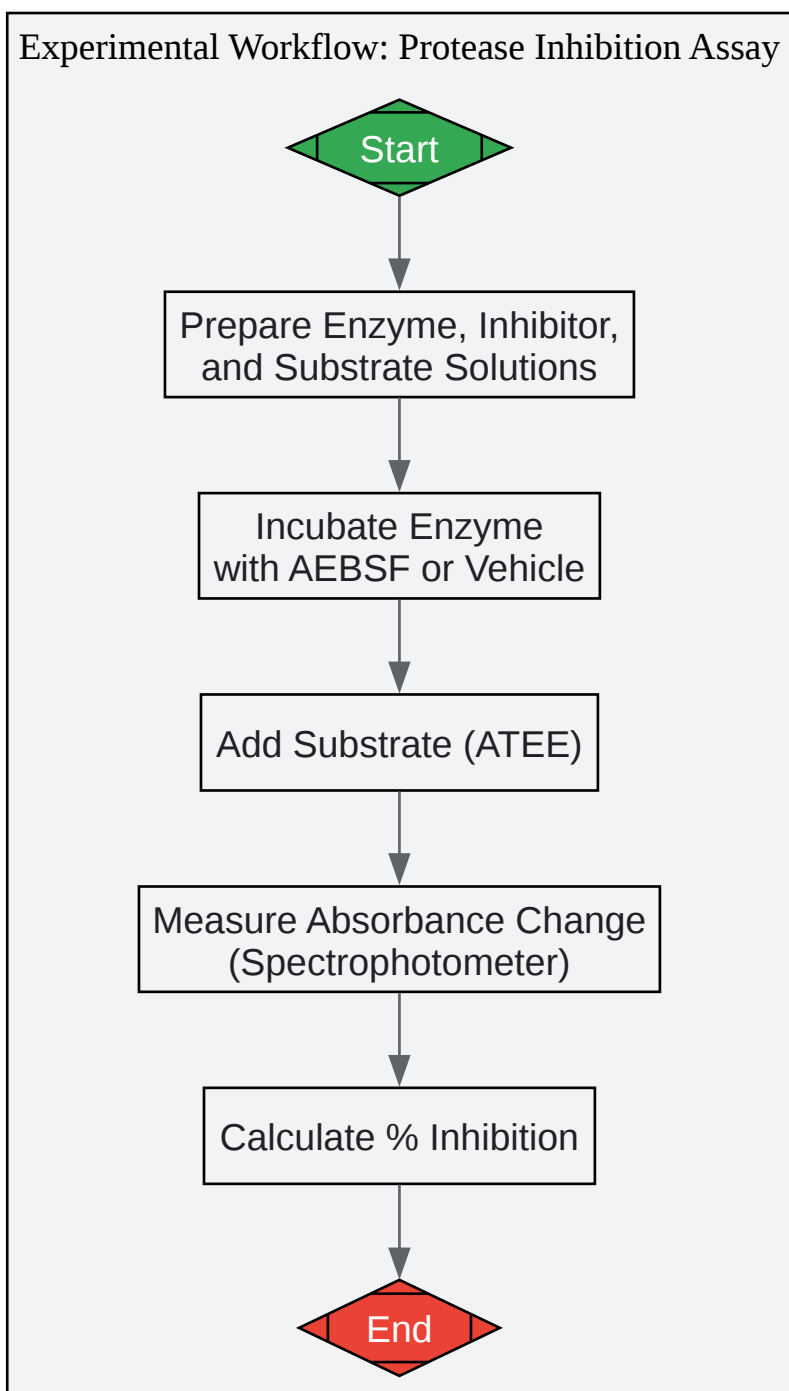 Experimental Workflow: Protease Inhibition Assay
Start
Prepare Enzyme, Inhibitor,
and Substrate Solutions
Incubate Enzyme
with AEBSF or Vehicle
Add Substrate (ATEE)
Measure Absorbance Change
(Spectrophotometer)
Calculate % Inhibition
End